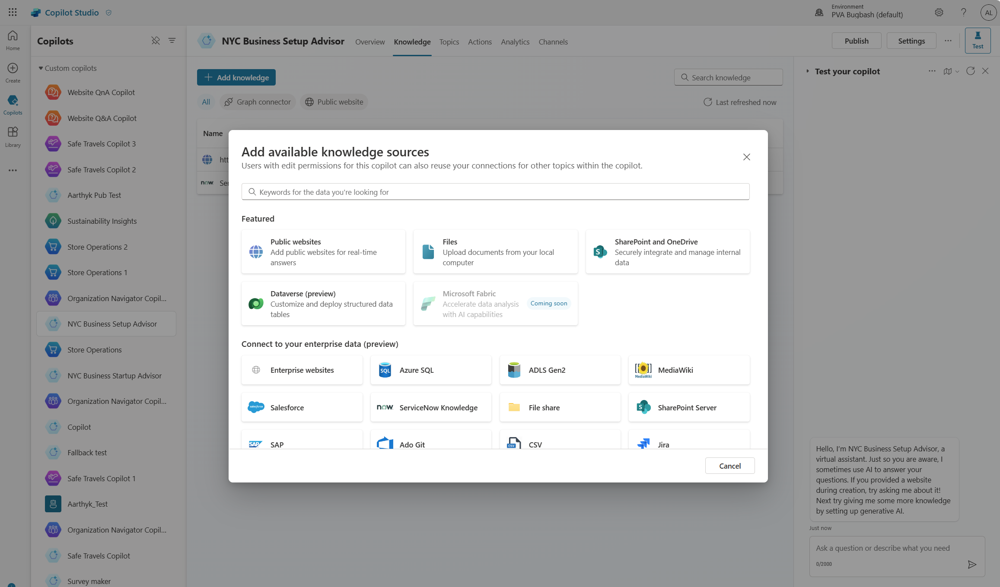 Copilot Studio
Environment
PVA Bugbash (default)
AL
Home
Create
Copilots
Library
Copilots
Custom copilots
Website QnA Copilot
Website Q&A Copilot
Safe Travels Copilot 3
Safe Travels Copilot 2
Aarthyk Pub Test
Sustainability Insights
Store Operations 2
Store Operations 1
Organization Navigator Copil...
NYC Business Setup Advisor
Store Operations
NYC Business Startup Advisor
Organization Navigator Copil...
Copilot
Fallback test
Safe Travels Copilot 1
Aarthyk_Test
Organization Navigator Copil...
Safe Travels Copilot
Survey maker
NYC Business Setup Advisor
Overview
Knowledge
Topics
Actions
Analytics
Channels
Publish
Settings
Test
Add knowledge
Search knowledge
All
Graph connector
Public website
Last refreshed now
Name
htt
now. Ser
Add available knowledge sources
Users with edit permissions for this copilot can also reuse your connections for other topics within the copilot.
Keywords for the data you're looking for
Featured
Public websites
Add public websites for real-time
answers
Files
Upload documents from your local
computer
SharePoint and OneDrive
Securely integrate and manage internal
data
Dataverse (preview)
Customize and deploy structured data
tables
Microsoft Fabric
Accelerate data analysis
with AI capabilities
Coming soon
Connect to your enterprise data (preview)
Enterprise websites
SQL
Azure SQL
ADLS Gen2
MediaWiki
MediaWiki
salesforce
Salesforce
now.
ServiceNow Knowledge
File share
S
SharePoint Server
SAP
SAP
Ado Git
CSV
CSV
Jira
Cancel
Test your copilot
Hello, I'm NYC Business Setup Advisor, a
virtual assistant. Just so you are aware, I
sometimes use AI to answer your
questions. If you provided a website
during creation, try asking me about it!
Next try giving me some more knowledge
by setting up generative AI.
Just now
Ask a question or describe what you need
0/2000